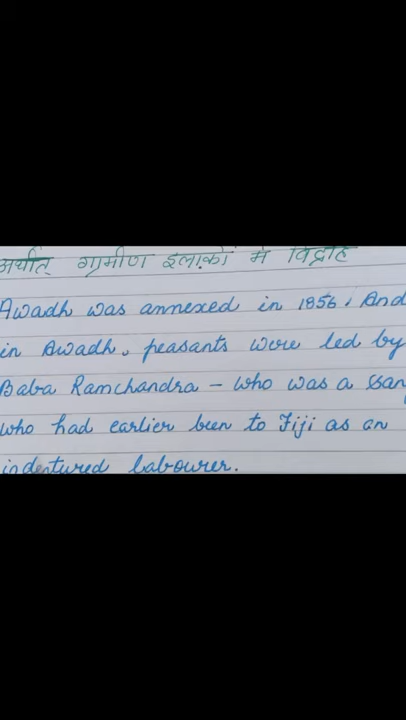 अर्थात् ग्रामीण इलाकों में विद्रोह
Awadh was annexed in 1856. And
in Awadh, peasants were led by
Baba Ramchandra – who was a
who had earlier been to Fiji as an
indentured labourer.